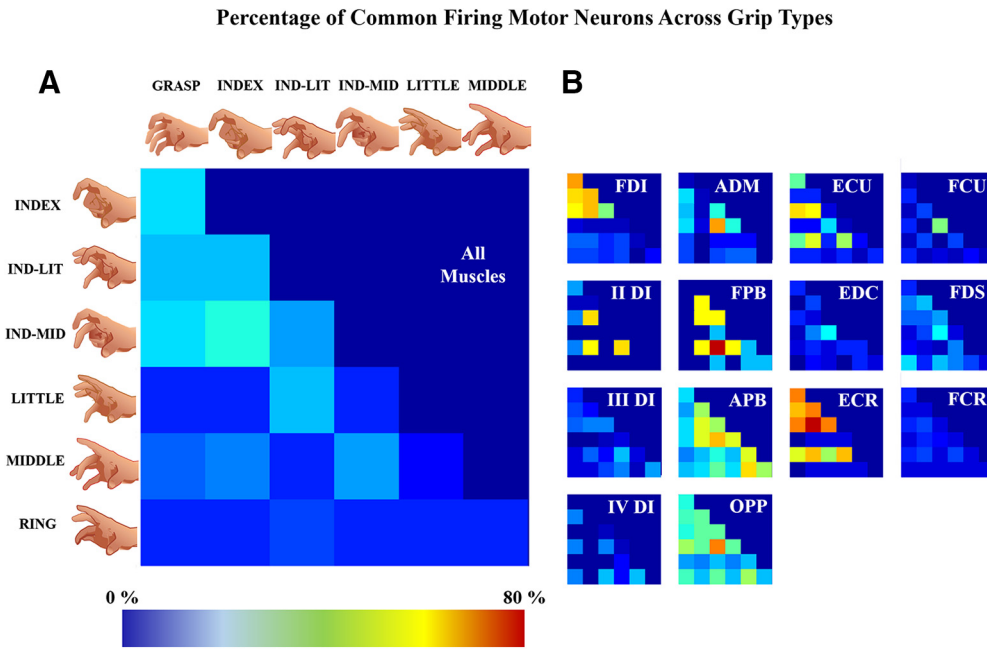 Percentage of Common Firing Motor Neurons Across Grip Types
A
B
GRASP INDEX IND-LIT IND-MID LITTLE MIDDLE
INDEX
IND-LIT
IND-MID
LITTLE
MIDDLE
RING
All
Muscles
FDI ADM ECU FCU
II DI FPB EDC FDS
III DI APB ECR FCR
IV DI OPP
0 % 80 %